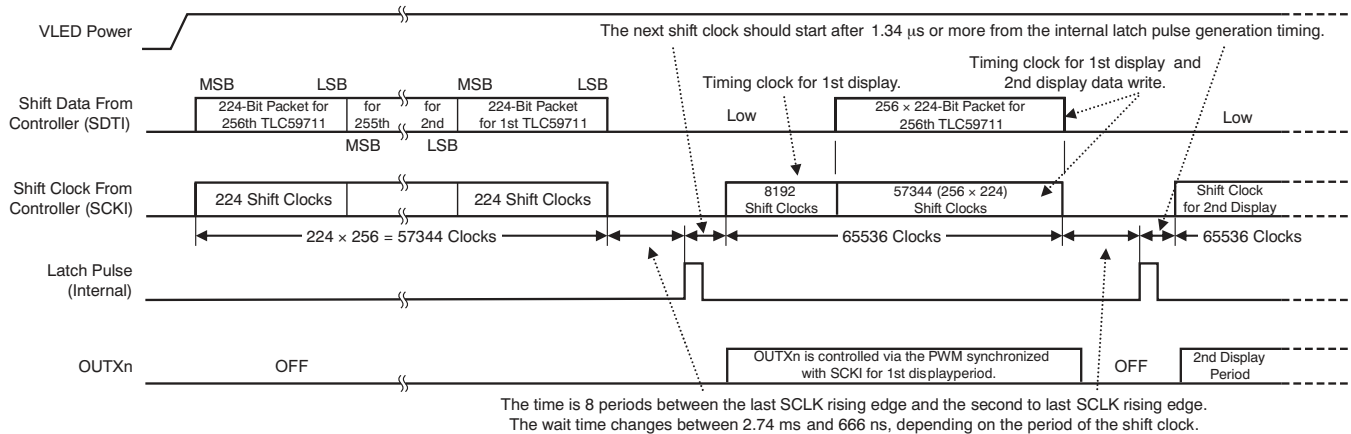 VLED Power
The next shift clock should start after 1.34 μs or more from the internal latch pulse generation timing.
MSB LSB MSB LSB
Timing clock for 1st display.
Timing clock for 1st display and
2nd display data write.
Shift Data From
Controller (SDTI)
224-Bit Packet for
256th TLC59711
for
255th
for
2nd
224-Bit Packet
for 1st TLC59711
Low
256 × 224-Bit Packet for
256th TLC59711
Low
MSB LSB
Shift Clock From
Controller (SCKI)
224 Shift Clocks
224 Shift Clocks
8192
Shift Clocks
57344 (256 × 224)
Shift Clocks
Shift Clock
for 2nd Display
224 × 256 = 57344 Clocks
65536 Clocks
65536 Clocks
Latch Pulse
(Internal)
OUTXn
OFF
OUTXn is controlled via the PWM synchronized
with SCKI for 1st displayperiod.
OFF
2nd Display
Period
The time is 8 periods between the last SCLK rising edge and the second to last SCLK rising edge.
The wait time changes between 2.74 ms and 666 ns, depending on the period of the shift clock.